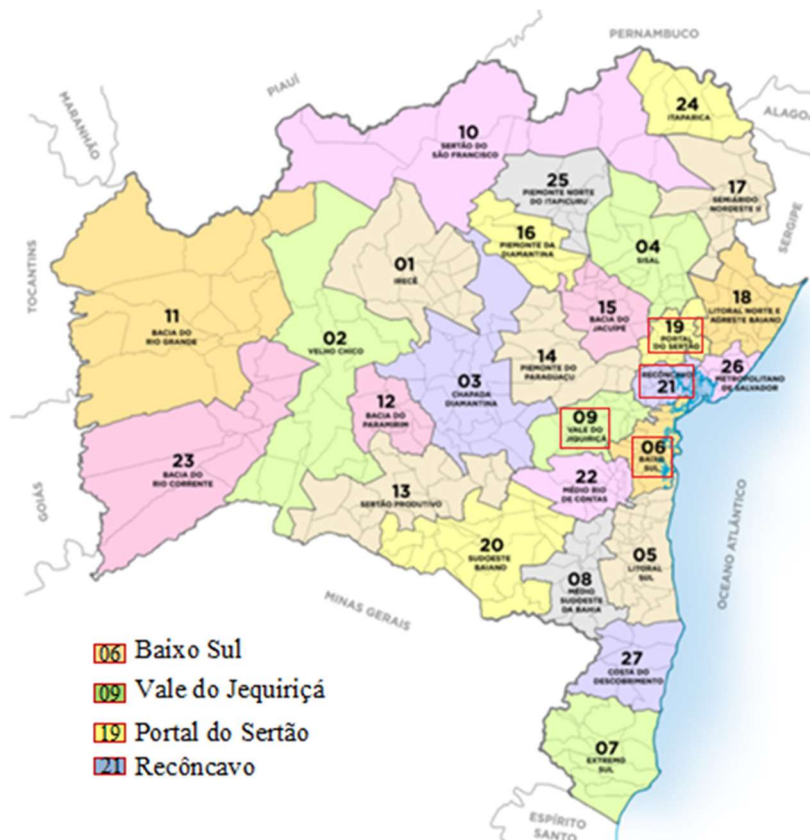 PERNAMBUCO
PIAUÍ
MARANHÃO
ALAGOA
24
ITAPARICA
10
SERTÃO DO
SÃO FRANCISCO
25
PIEMONTE NORTE
DO ITAPICURU
17
SEMIÁRIDO
NORDESTE II
SERGIPE
TOCANTINS
16
PIEMONTE DA
DIAMANTINA
04
SISAL
01
IRECÊ
11
BACIA DO
RIO GRANDE
02
VELHO CHICO
15
BACIA DO
JACUÍPE
18
LITORAL NORTE E
AGRESTE BAIANO
19
PORTAL
DO SERTÃO
14
PIEMONTE DO
PARAGUAÇU
26
METROPOLITANO
DE SALVADOR
RECÔNCAVO
21
03
CHAPADA
DIAMANTINA
12
BACIA DO
PARAMIRIM
09
VALE DO
JIQUIRIÇÁ
06
BAIXO
SUL
23
BACIA DO
RIO CORRENTE
22
MÉDIO RIO
DE CONTAS
13
SERTÃO PRODUTIVO
GOIÁS
OCEANO ATLÂNTICO
20
SUDOESTE
BAIANO
05
LITORAL
SUL
08
MÉDIO
SUDOESTE
DA BAHIA
MINAS GERAIS
27
COSTA DO
DESCOBRIMENTO
07
EXTREMO
SUL
ESPÍRITO
SANTO
06 Baixo Sul
09 Vale do Jequiriçá
19 Portal do Sertão
21 Recôncavo